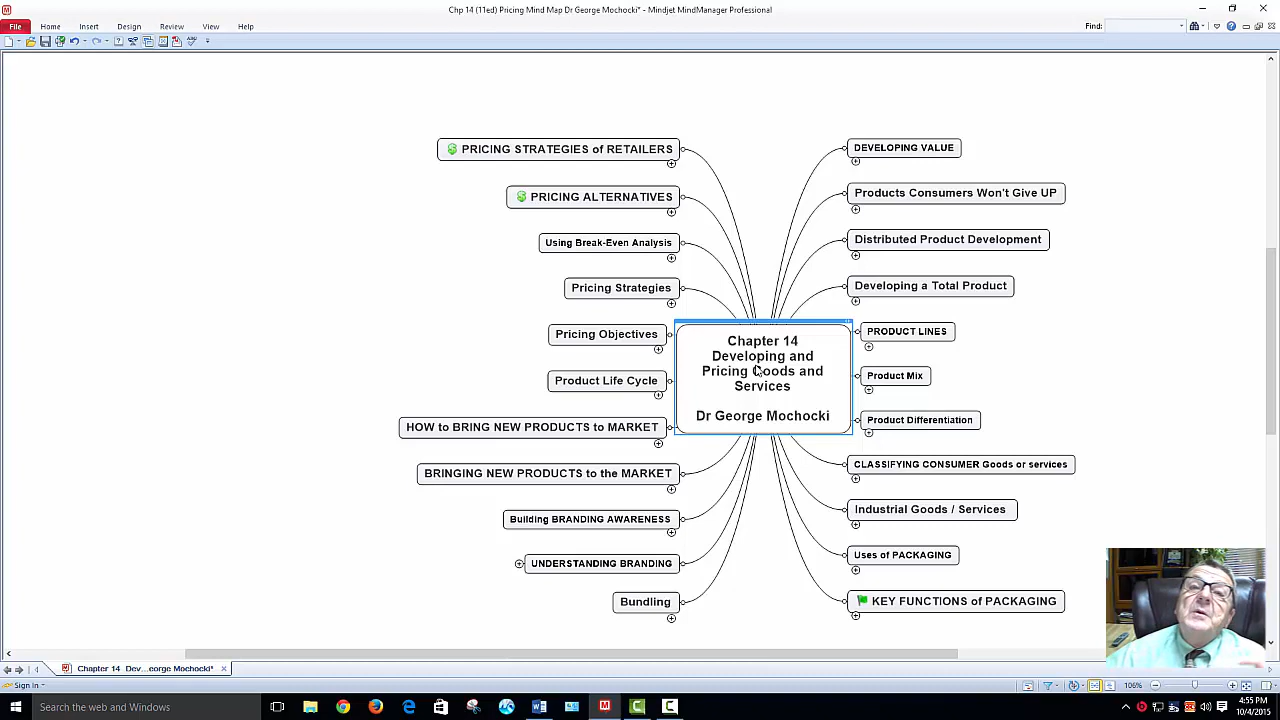 Chp 14 (11ed) Pricing Mind Map Dr George Mochocki* - Mindjet MindManager Professional
File Home Insert Design Review View Help Find:
PRICING STRATEGIES of RETAILERS
PRICING ALTERNATIVES
Using Break-Even Analysis
Pricing Strategies
Pricing Objectives
Product Life Cycle
HOW to BRING NEW PRODUCTS to MARKET
BRINGING NEW PRODUCTS to the MARKET
Building BRANDING AWARENESS
UNDERSTANDING BRANDING
Bundling
Chapter 14
Developing and
Pricing Goods and
Services
Dr George Mochocki
DEVELOPING VALUE
Products Consumers Won't Give UP
Distributed Product Development
Developing a Total Product
PRODUCT LINES
Product Mix
Product Differentiation
CLASSIFYING CONSUMER Goods or services
Industrial Goods / Services
Uses of PACKAGING
KEY FUNCTIONS of PACKAGING
Chapter 14 Dev...eorge Mochocki*
Sign In
106%
Search the web and Windows
4:55 PM
10/4/2015